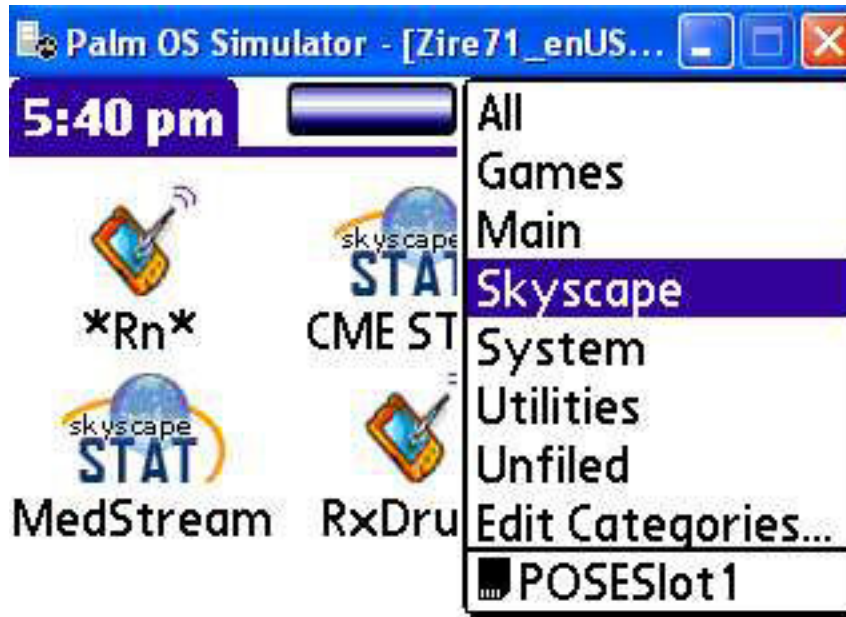 Palm OS Simulator - [Zire71_enUS...
5:40 pm
All
Games
Main
Skyscape
System
Utilities
Unfiled
Edit Categories...
POSESlot1
*Rn*
skyscape
STAT
CME ST
skyscape
STAT
MedStream
RxDru